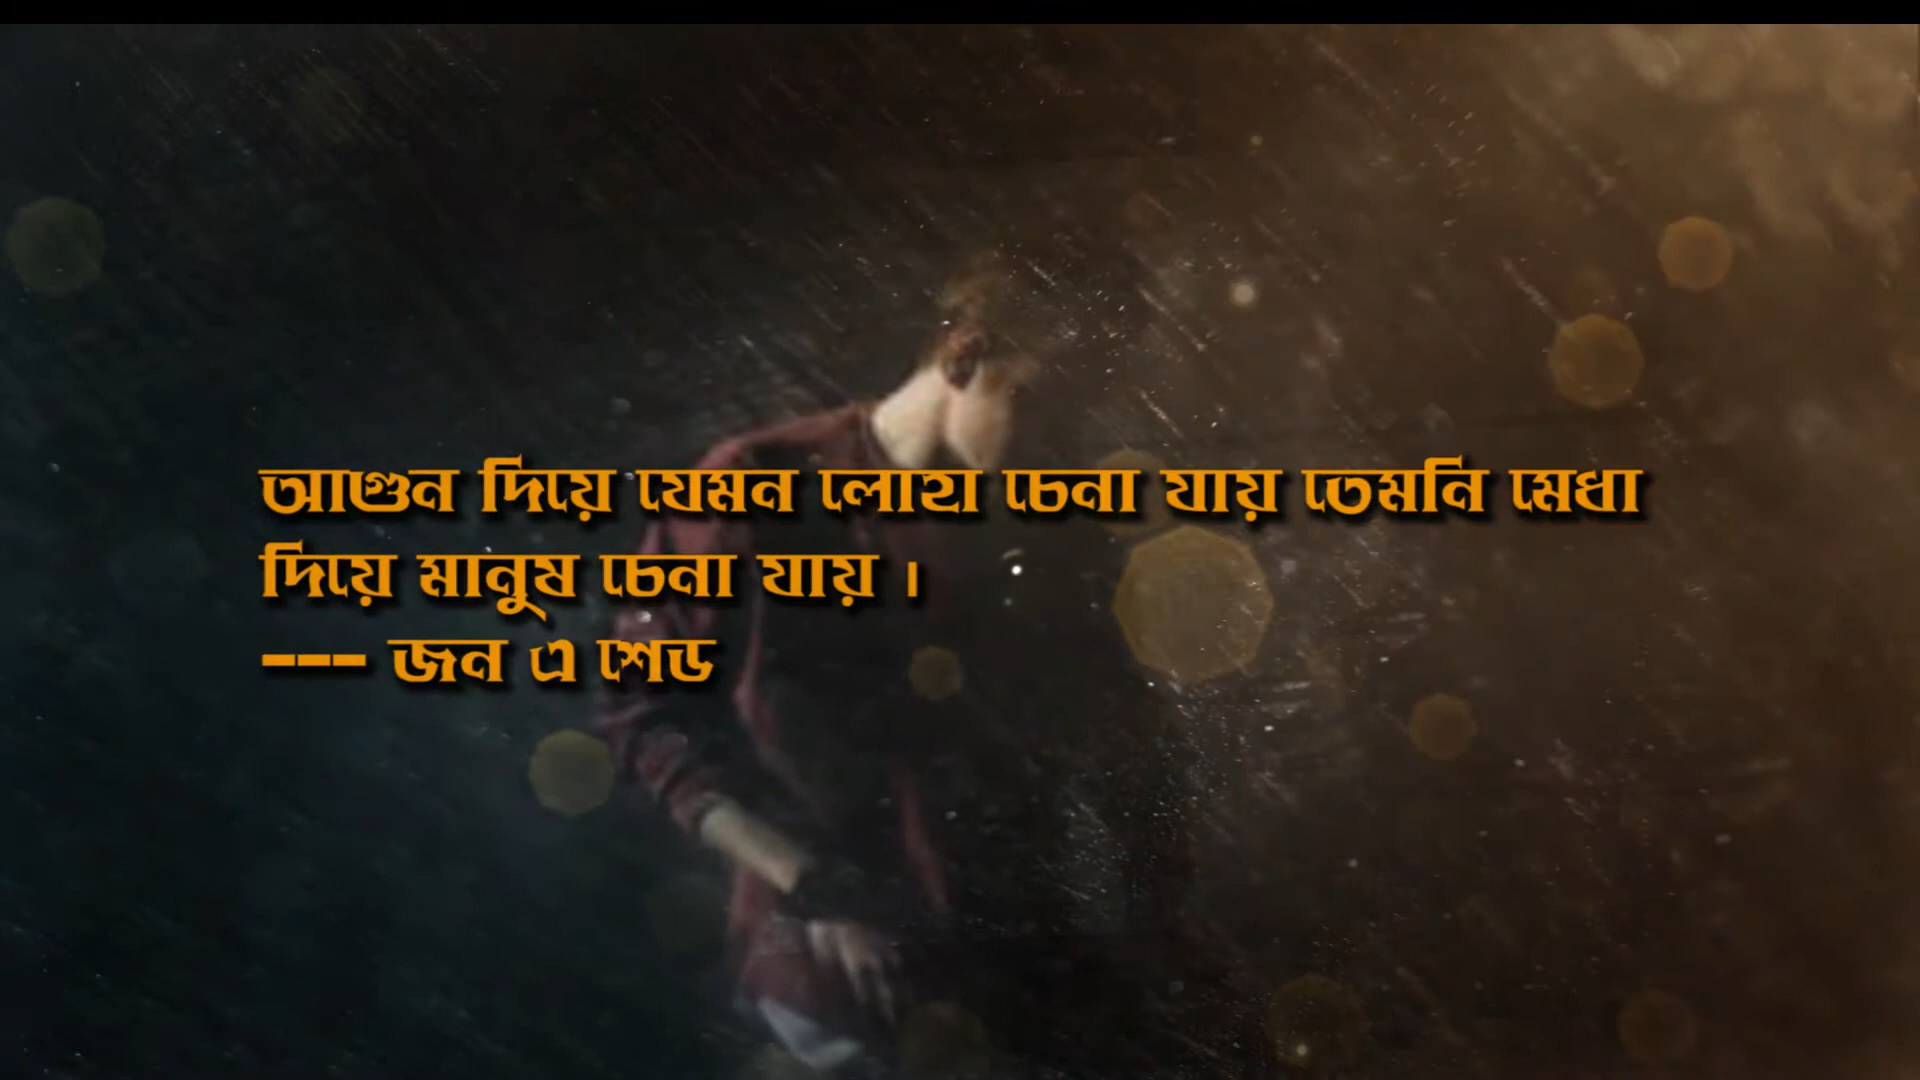 আগুন দিয়ে যেমন লোহা চেনা যায় তেমনি মেধা
দিয়ে মানুষ চেনা যায় ।
--- জন এ শেড